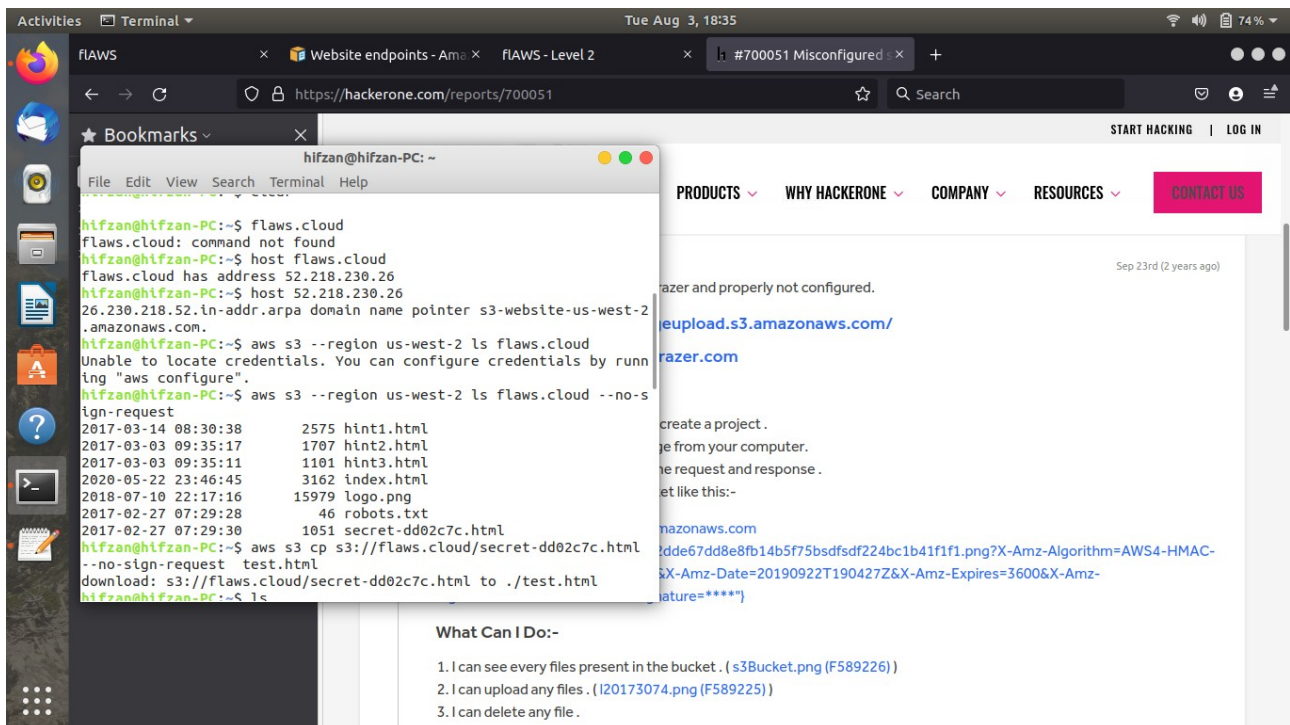 Activities Terminal Tue Aug 3, 18:35 74%
flAWS Website endpoints - Ama flAWS - Level 2 #700051 Misconfigured s
https://hackerone.com/reports/700051 Search
Bookmarks
START HACKING | LOG IN
PRODUCTS WHY HACKERONE COMPANY RESOURCES CONTACT US
hifzan@hifzan-PC: ~
File Edit View Search Terminal Help
hifzan@hifzan-PC:~$ flaws.cloud
flaws.cloud: command not found
hifzan@hifzan-PC:~$ host flaws.cloud
flaws.cloud has address 52.218.230.26
hifzan@hifzan-PC:~$ host 52.218.230.26
26.230.218.52.in-addr.arpa domain name pointer s3-website-us-west-2
.amazonaws.com.
hifzan@hifzan-PC:~$ aws s3 --region us-west-2 ls flaws.cloud
Unable to locate credentials. You can configure credentials by runn
ing "aws configure".
hifzan@hifzan-PC:~$ aws s3 --region us-west-2 ls flaws.cloud --no-s
ign-request
2017-03-14 08:30:38 2575 hint1.html
2017-03-03 09:35:17 1707 hint2.html
2017-03-03 09:35:11 1101 hint3.html
2020-05-22 23:46:45 3162 index.html
2018-07-10 22:17:16 15979 logo.png
2017-02-27 07:29:28 46 robots.txt
2017-02-27 07:29:30 1051 secret-dd02c7c.html
hifzan@hifzan-PC:~$ aws s3 cp s3://flaws.cloud/secret-dd02c7c.html
--no-sign-request test.html
download: s3://flaws.cloud/secret-dd02c7c.html to ./test.html
hifzan@hifzan-PC:~$ ls
Sep 23rd (2 years ago)
razer and properly not configured.
geupload.s3.amazonaws.com/
razer.com
create a project .
ge from your computer.
he request and response .
et like this:-
mazonaws.com
2dde67dd8e8fb14b5f75bsdfsdf224bc1b41f1f1.png?X-Amz-Algorithm=AWS4-HMAC-
&X-Amz-Date=20190922T190427Z&X-Amz-Expires=3600&X-Amz-
nature=****"}
What Can I Do:-
1. I can see every files present in the bucket . ( s3Bucket.png (F589226) )
2. I can upload any files . ( I20173074.png (F589225) )
3. I can delete any file .